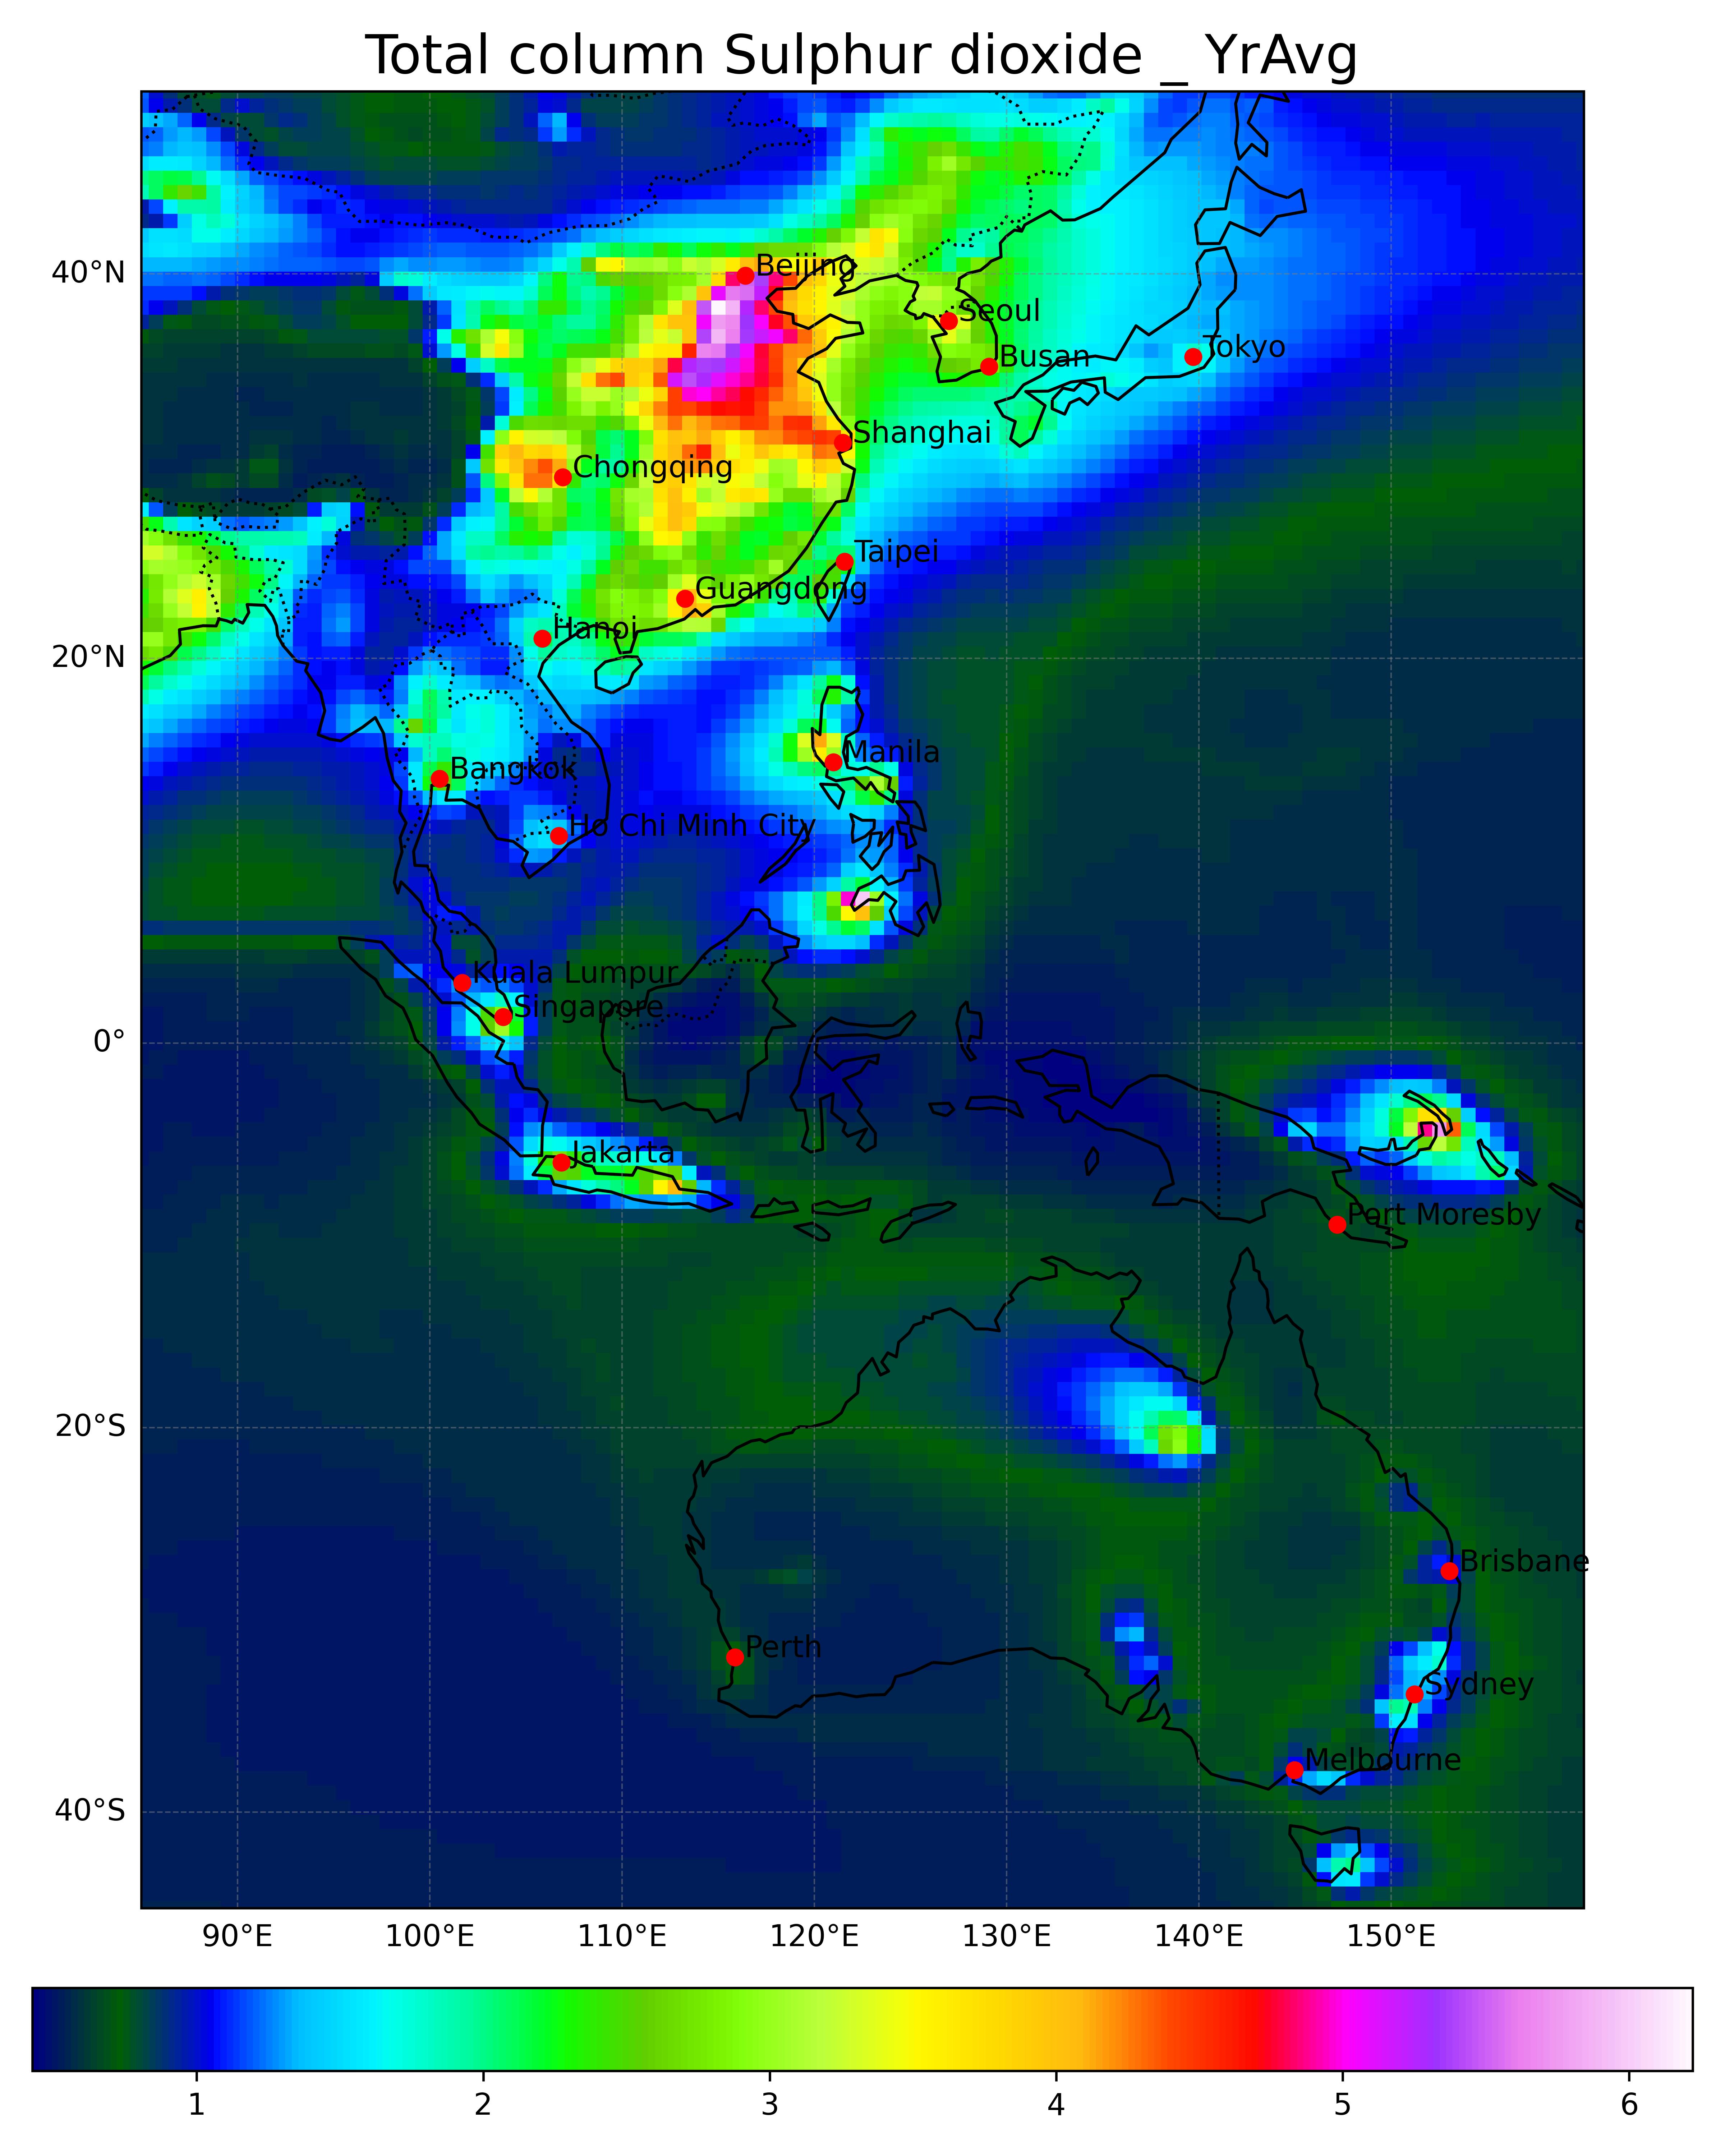 Total column Sulphur dioxide _ YrAvg
40°N
Beijing
Seoul
Busan
Tokyo
Shanghai
Chongqing
Taipei
Guangdong
Hanoi
20°N
Manila
Bangkok
Ho Chi Minh City
Kuala Lumpur
Singapore
0°
Jakarta
Port Moresby
20°S
Brisbane
Perth
Sydney
Melbourne
40°S
90°E 100°E 110°E 120°E 130°E 140°E 150°E
1 2 3 4 5 6